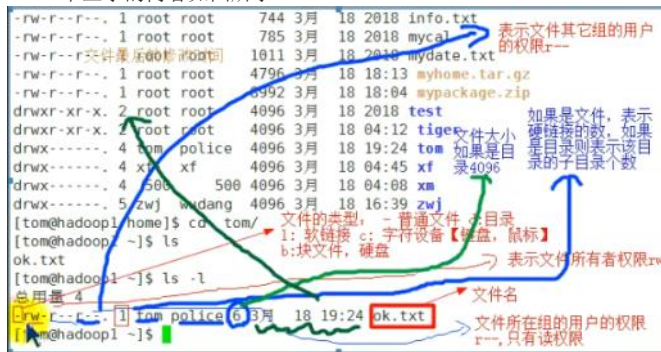 -rw-r--r--. 1 root root 744 3月 18 2018 info.txt
-rw-r--r--. 1 root root 785 3月 18 2018 mycal
表示文件其它组的用户
的权限r--
-rw-r--r--. 1 root root 1011 3月 18 2018 mydate.txt
文件最后的修改时间
-rw-r--r--. 1 root root 4796 3月 18 18:13 myhome.tar.gz
-rw-r--r--. 1 root root 8992 3月 18 18:04 mypackage.zip
drwxr-xr-x. 2 root root 4096 3月 18 2018 test
drwxr-xr-x. 2 root root 4096 3月 18 04:12 tiger
drwx------. 4 tom police 4096 3月 18 19:24 tom
drwx------. 4 xf xf 4096 3月 18 04:45 xf
drwx------. 4 500 500 4096 3月 18 04:08 xm
drwx------. 5 zwj wudang 4096 3月 18 16:39 zwj
文件大小
如果是目
录4096
如果是文件，表示
硬链接的数，如果
是目录则表示该目
录的子目录个数
[tom@hadoop1 home]$ cd tom/
[tom@hadoop1 ~]$ ls
文件的类型： - 普通文件 d:目录
l: 软链接 c: 字符设备【键盘，鼠标】
b:块文件，硬盘
ok.txt
表示文件所有者权限rw
[tom@hadoop1 ~]$ ls -l
总用量 4
文件名
-rw-r--r--. 1 tom police 6 3月 18 19:24 ok.txt
[tom@hadoop1 ~]$
文件所在组的用户的权限
r--,只有读权限